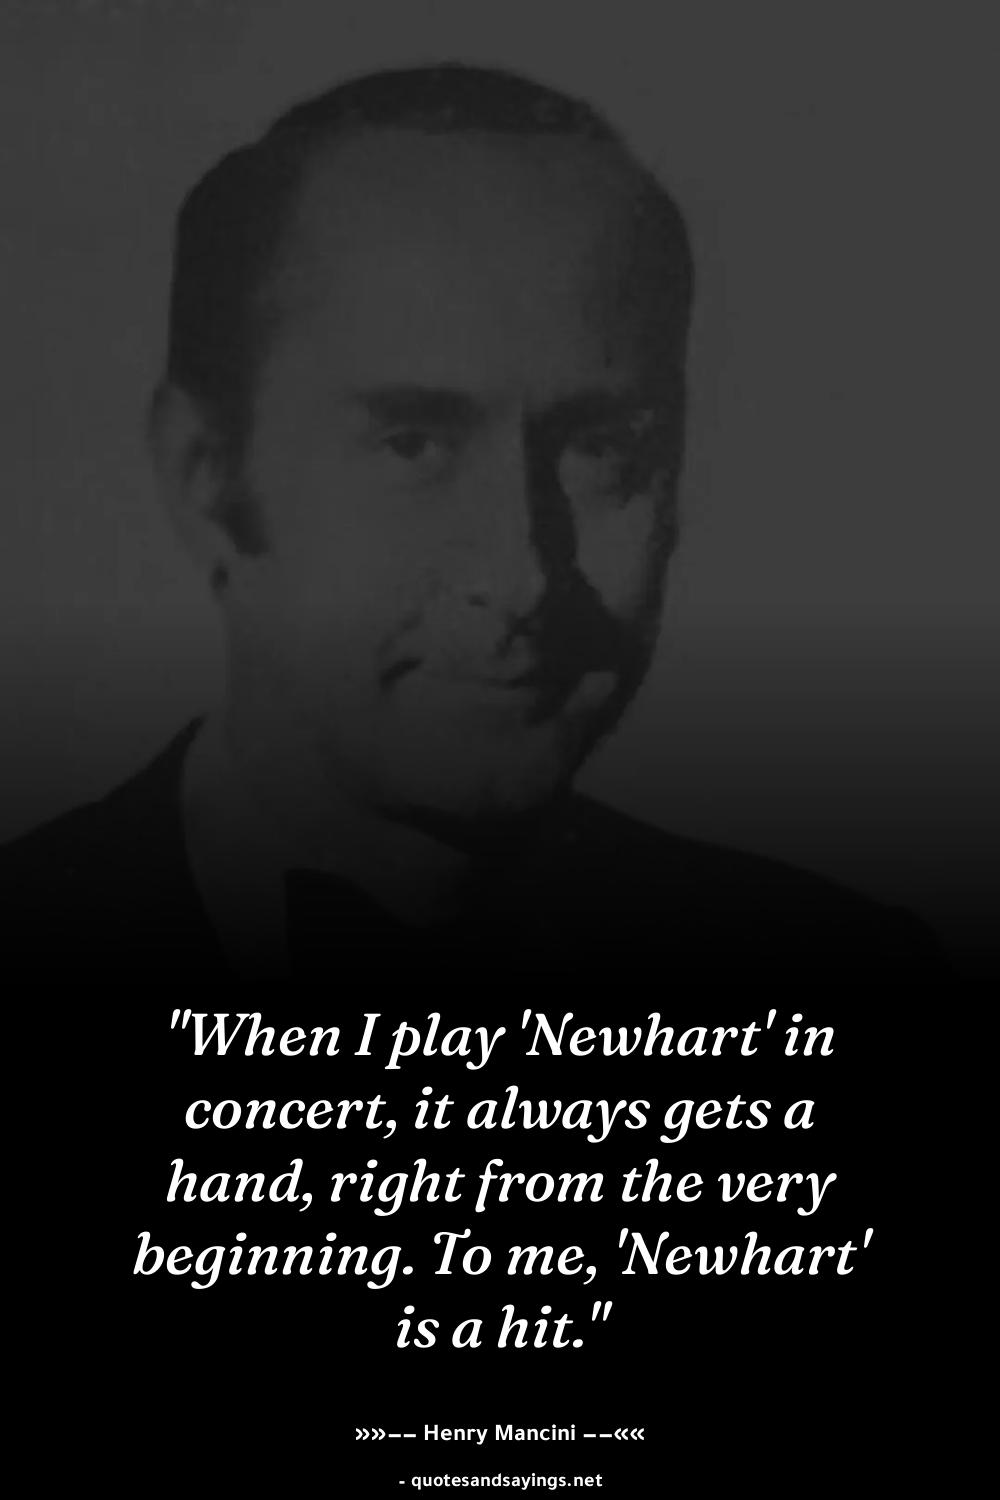 "When I play 'Newhart' in
concert, it always gets a
hand, right from the very
beginning. To me, 'Newhart'
is a hit."
»»−− Henry Mancini −−««
- quotesandsayings.net